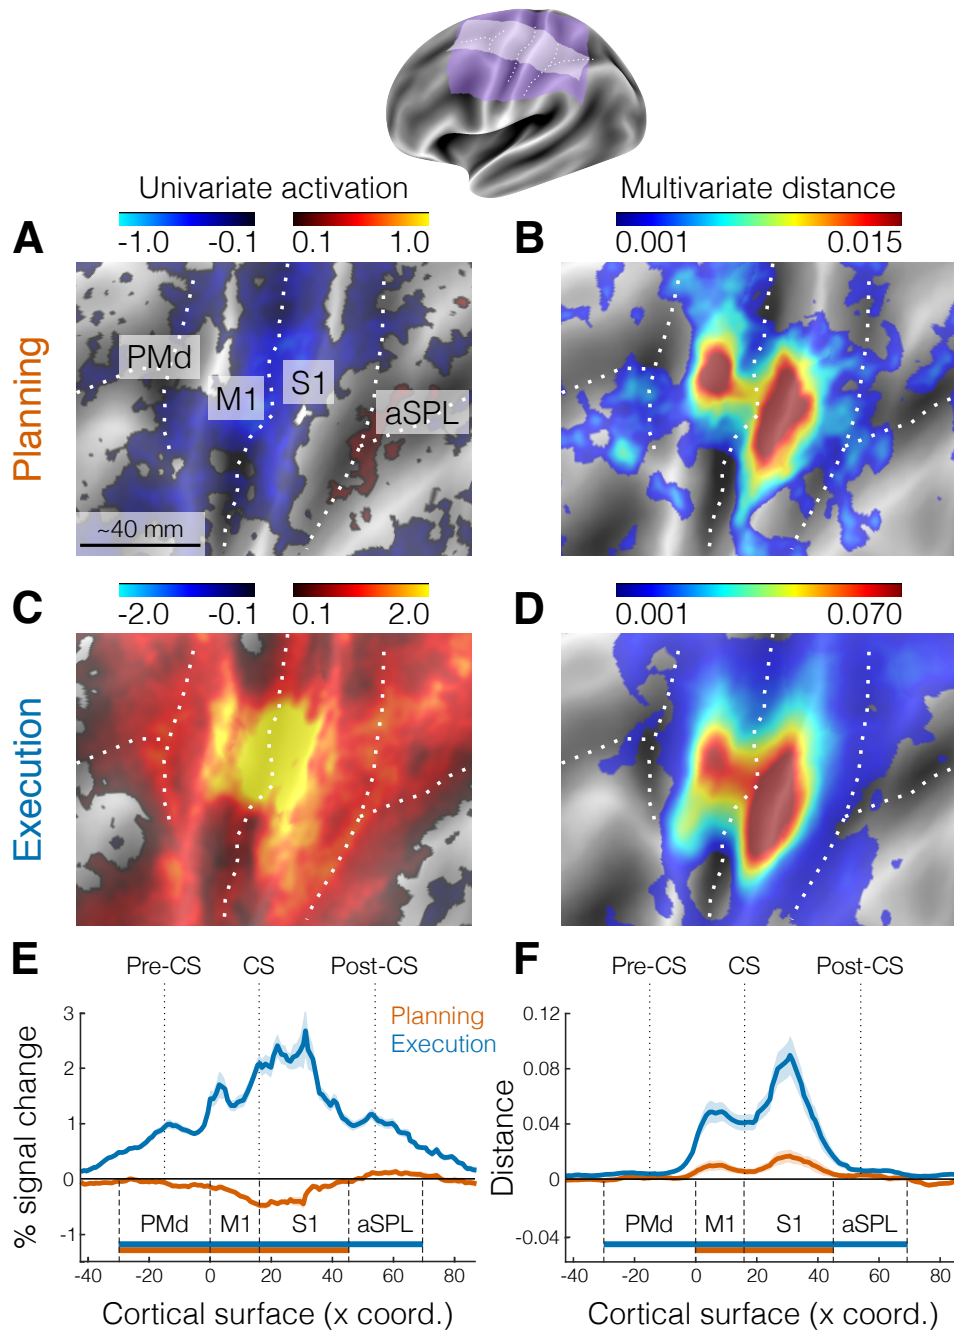 Univariate activation
Multivariate distance
A
-1.0 -0.1 0.1 1.0
B
0.001 0.015
Planning
PMd
M1
S1
aSPL
~40 mm
C
-2.0 -0.1 0.1 2.0
D
0.001 0.070
Execution
E
Pre-CS CS Post-CS
% signal change
3
2
1
0
-1
Planning
Execution
PMd M1 S1 aSPL
-40 -20 0 20 40 60 80
Cortical surface (x coord.)
F
Pre-CS CS Post-CS
Distance
0.12
0.08
0.04
0
-0.04
PMd M1 S1 aSPL
-40 -20 0 20 40 60 80
Cortical surface (x coord.)